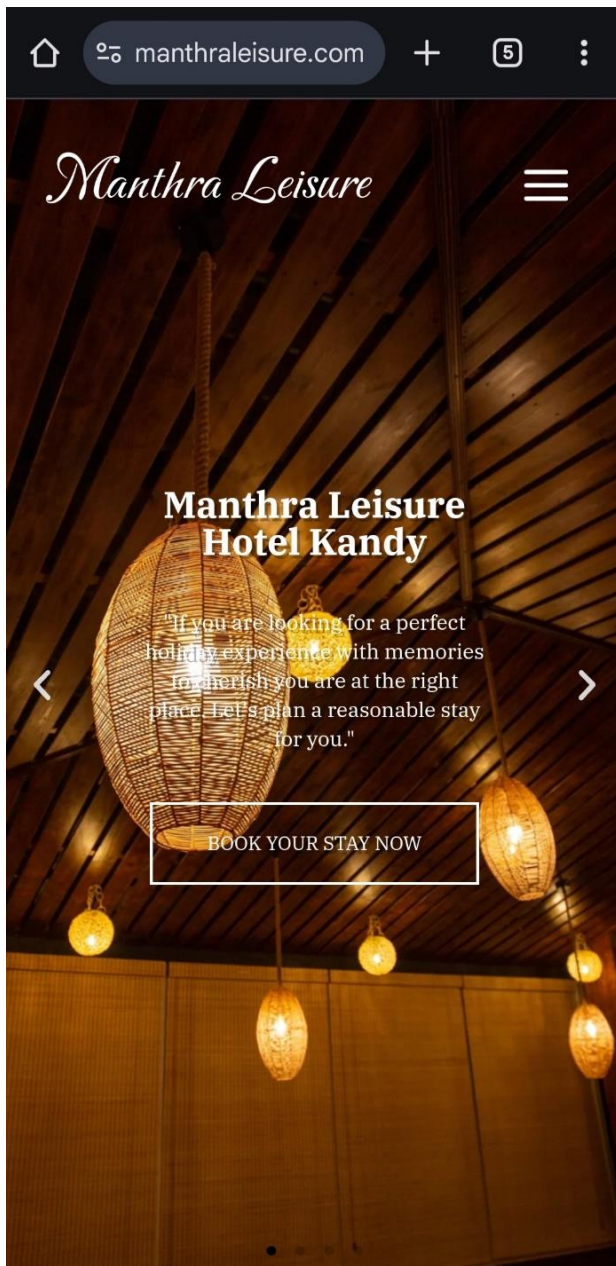 manthraleisure.com
5
Manthra Leisure
Manthra Leisure
Hotel Kandy
"If you are looking for a perfect
holiday experience with memories
to cherish you are at the right
place. Let's plan a reasonable stay
for you."
BOOK YOUR STAY NOW